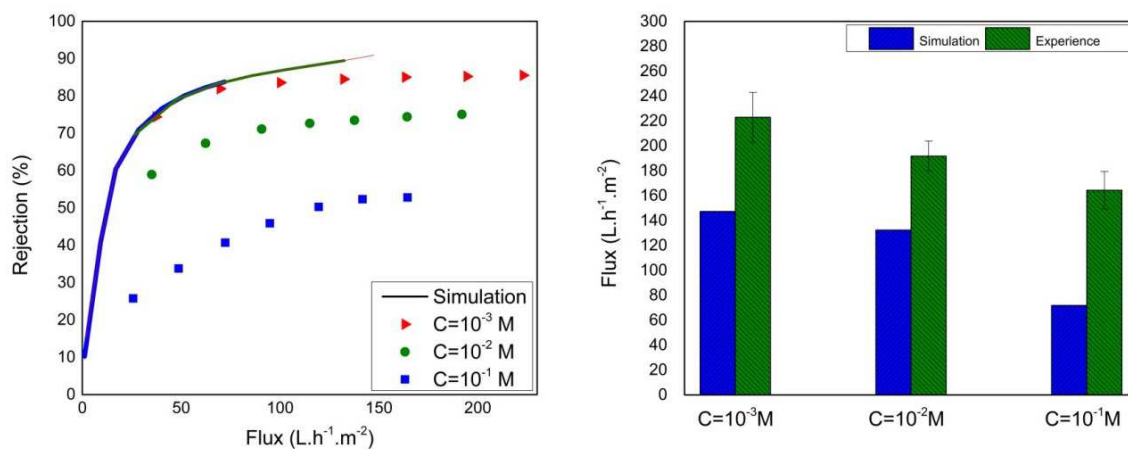 100
90
80
70
60
50
40
30
20
10
0
Rejection (%)
Simulation
C=10⁻³ M
C=10⁻² M
C=10⁻¹ M
0 50 100 150 200
Flux (L.h⁻¹.m⁻²)
300
280
260
240
220
200
180
160
140
120
100
80
60
40
20
0
Flux (L.h⁻¹.m⁻²)
Simulation Experience
C=10⁻³M C=10⁻²M C=10⁻¹M